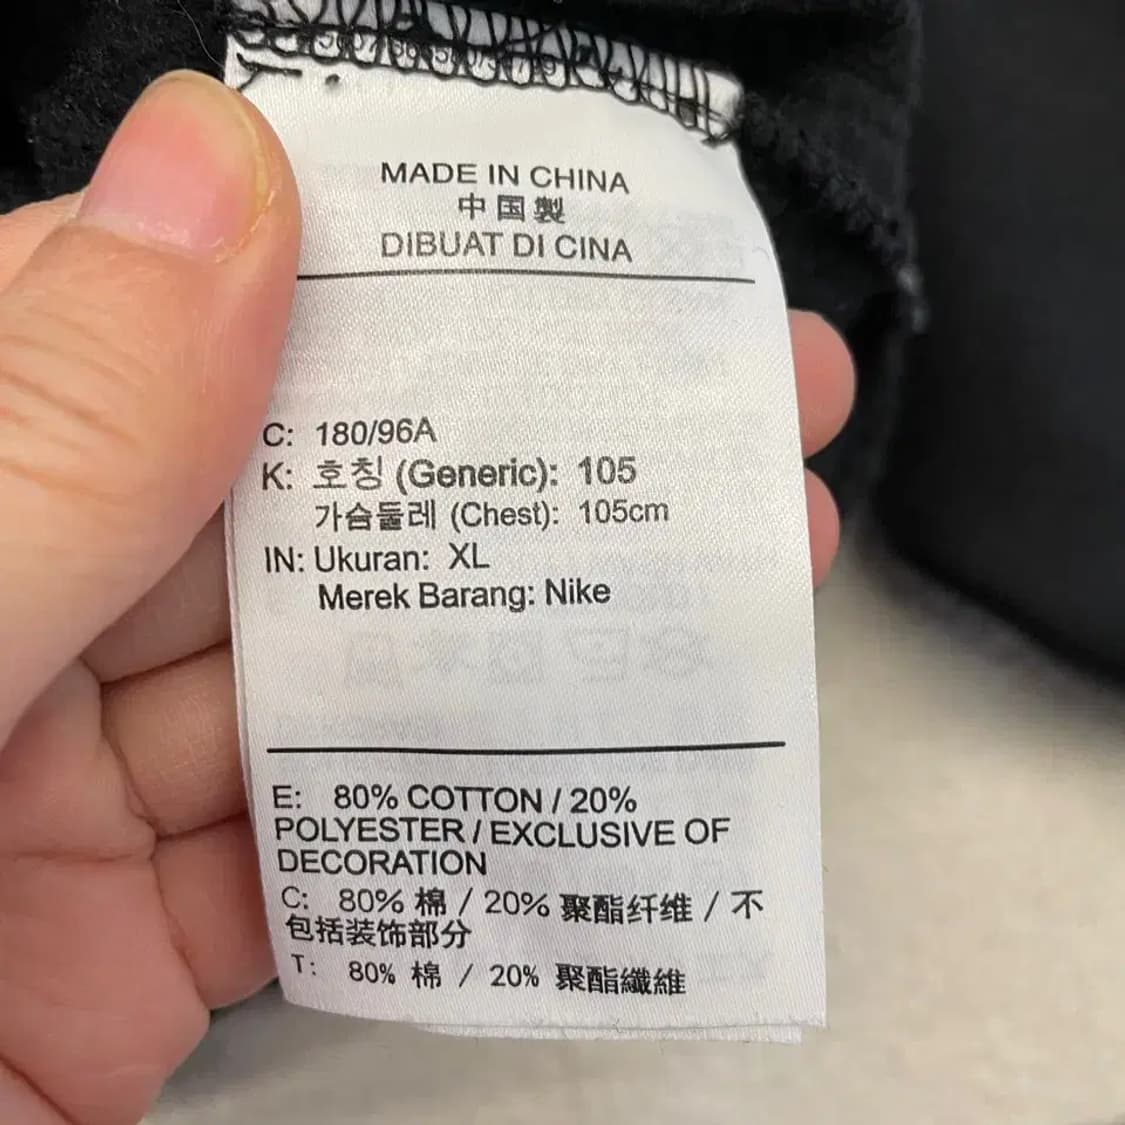 MADE IN CHINA
中国製
DIBUAT DI CINA
C: 180/96A
K: 호칭 (Generic): 105
가슴둘레 (Chest): 105cm
IN: Ukuran: XL
Merek Barang: Nike
E: 80% COTTON / 20%
POLYESTER / EXCLUSIVE OF
DECORATION
C: 80% 棉 / 20% 聚酯纤维 / 不
包括装饰部分
T: 80% 棉 / 20% 聚酯纖維